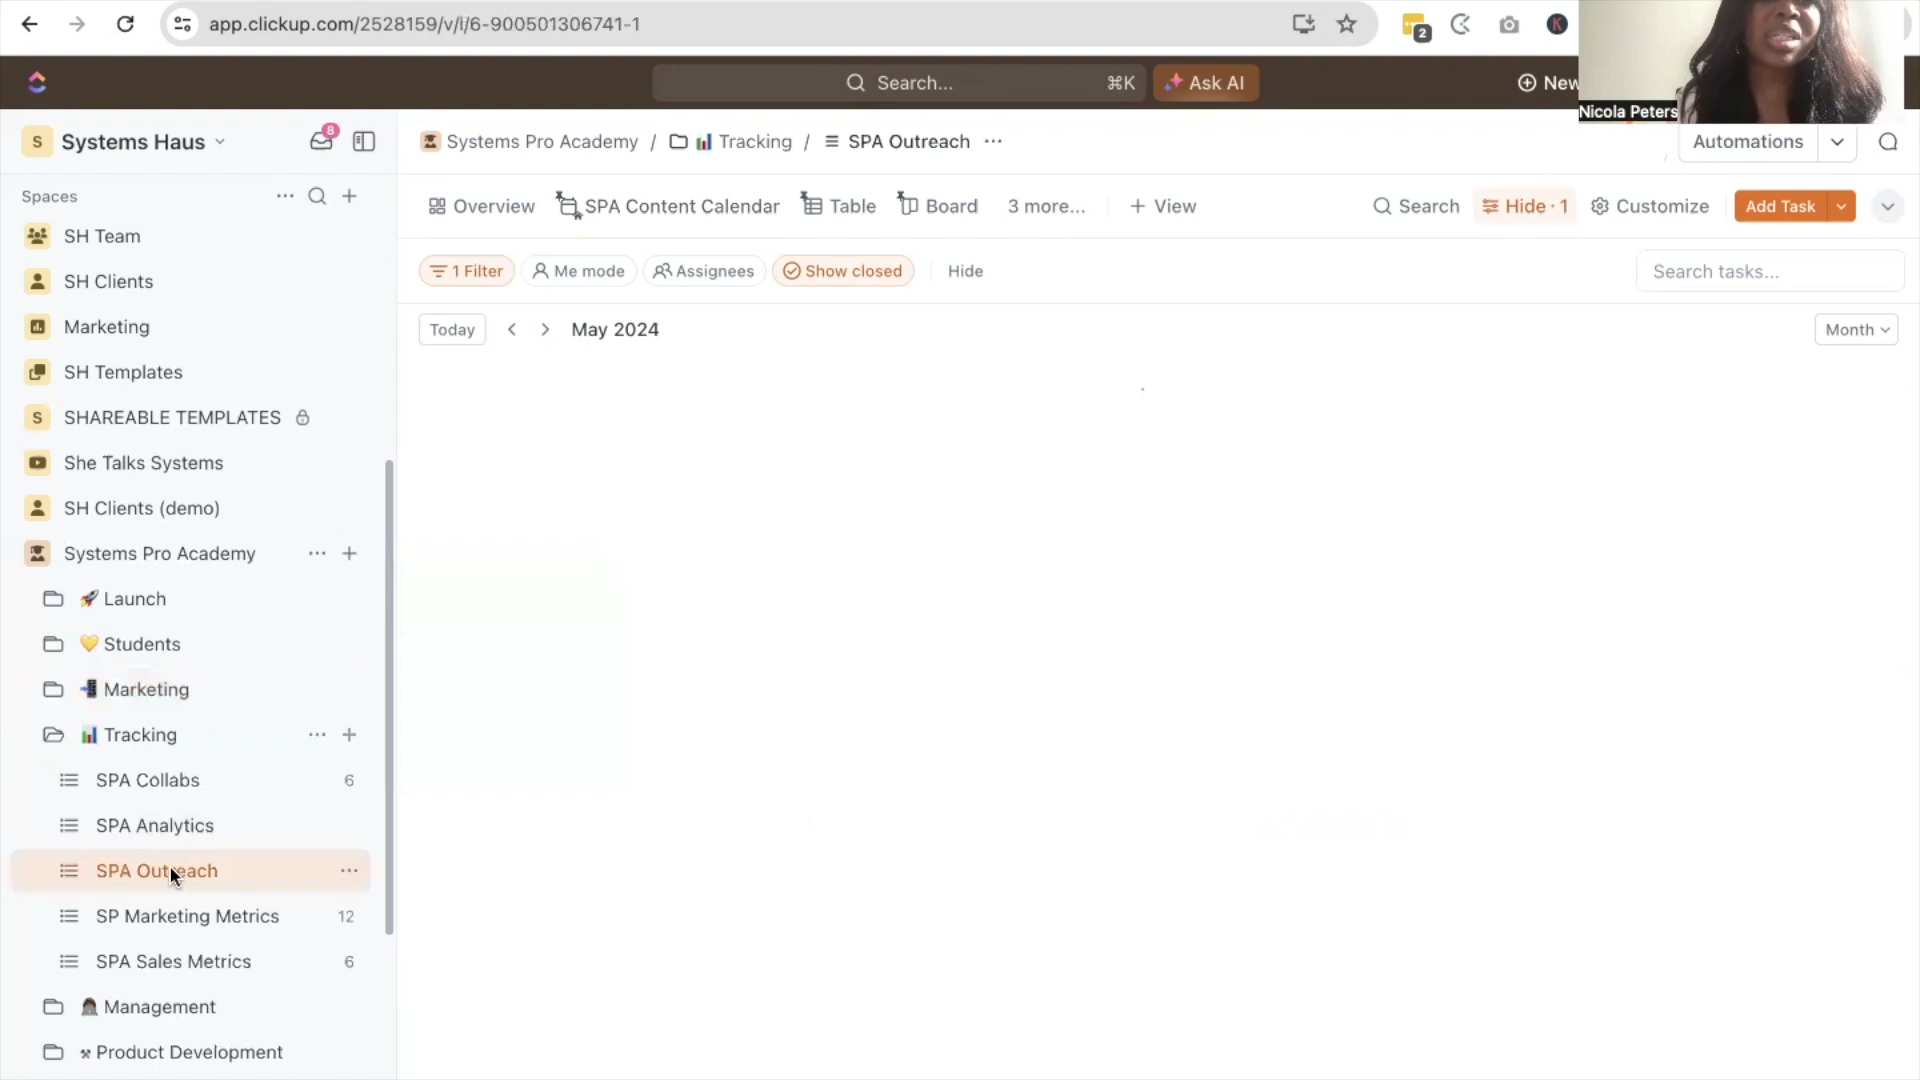 app.clickup.com/2528159/v/l/6-900501306741-1
2
K
Search...
⌘K
Ask AI
New
Nicola Peters
S
Systems Haus
8
Systems Pro Academy / Tracking / SPA Outreach ...
Automations
Spaces
Overview
SPA Content Calendar
Table
Board
3 more...
+ View
Search
Hide · 1
Customize
Add Task
1 Filter
Me mode
Assignees
Show closed
Hide
Search tasks...
Today
May 2024
Month
SH Team
SH Clients
Marketing
SH Templates
S
SHAREABLE TEMPLATES
She Talks Systems
SH Clients (demo)
Systems Pro Academy
Launch
Students
Marketing
Tracking
SPA Collabs 6
SPA Analytics
SPA Outreach
SP Marketing Metrics 12
SPA Sales Metrics 6
Management
Product Development